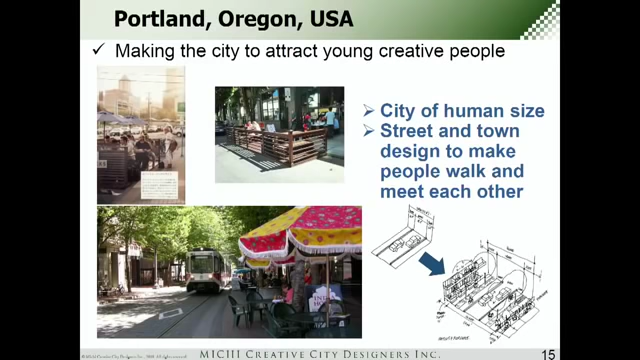 Portland, Oregon, USA
✓ Making the city to attract young creative people
➢ City of human size
➢ Street and town
design to make
people walk and
meet each other
MICIII CREATIVE CITY DESIGNERS INC.
15